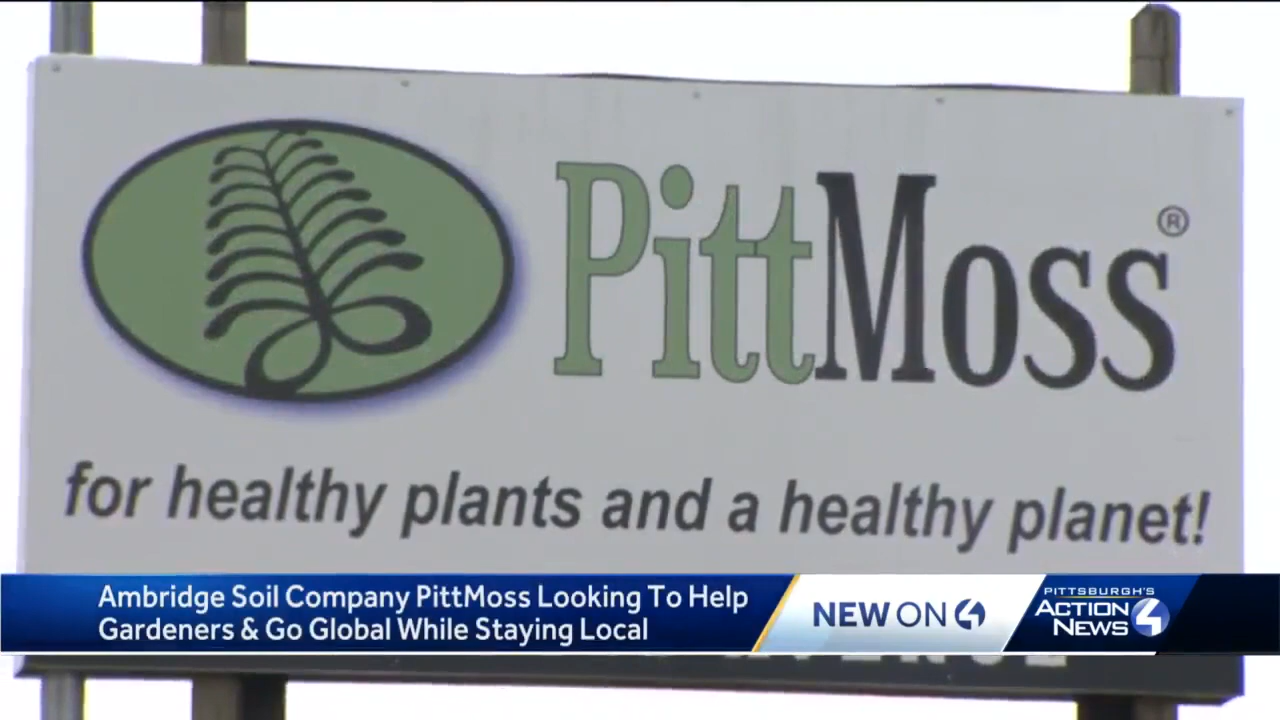 PittMoss®
for healthy plants and a healthy planet!
Ambridge Soil Company PittMoss Looking To Help
Gardeners & Go Global While Staying Local
NEW ON 4
PITTSBURGH'S
ACTION
NEWS 4